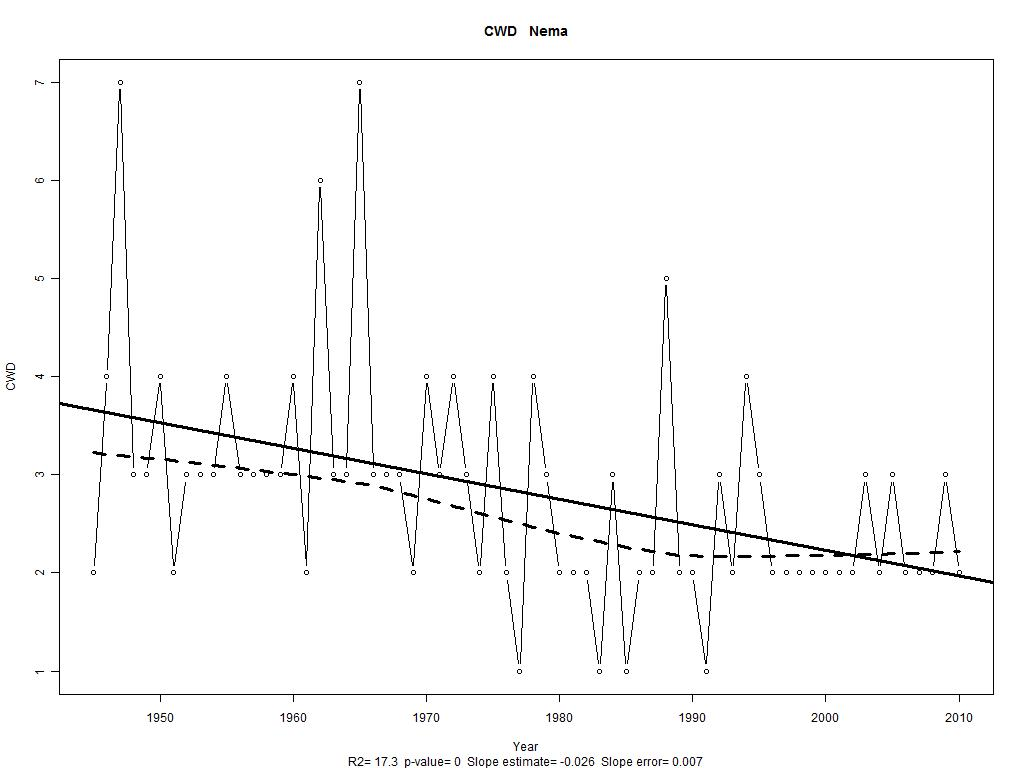 CWD   Nema
7
6
5
4
3
2
1
CWD
1950 1960 1970 1980 1990 2000 2010
Year
R2= 17.3  p-value= 0  Slope estimate= -0.026  Slope error= 0.007